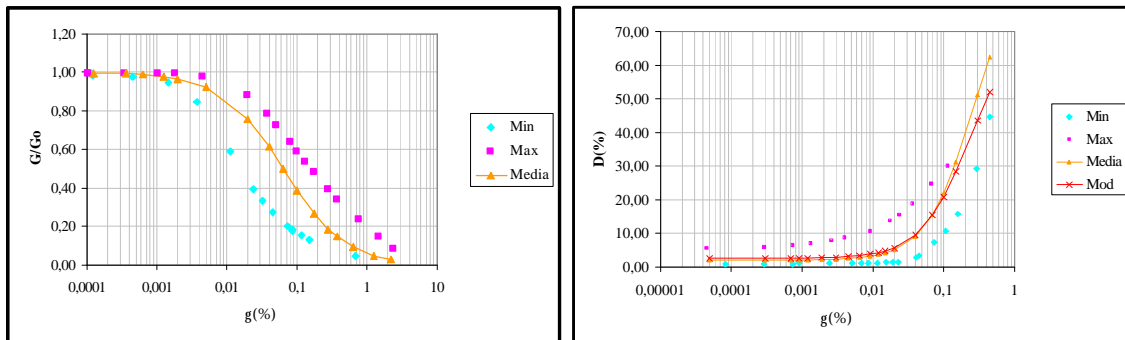 1,20
1,00
0,80
0,60
0,40
0,20
0,00
G/Go
0,0001 0,001 0,01 0,1 1 10
g(%)
Min
Max
Media
70,00
60,00
50,00
40,00
30,00
20,00
10,00
0,00
D(%)
0,00001 0,0001 0,001 0,01 0,1 1
g(%)
Min
Max
Media
Mod